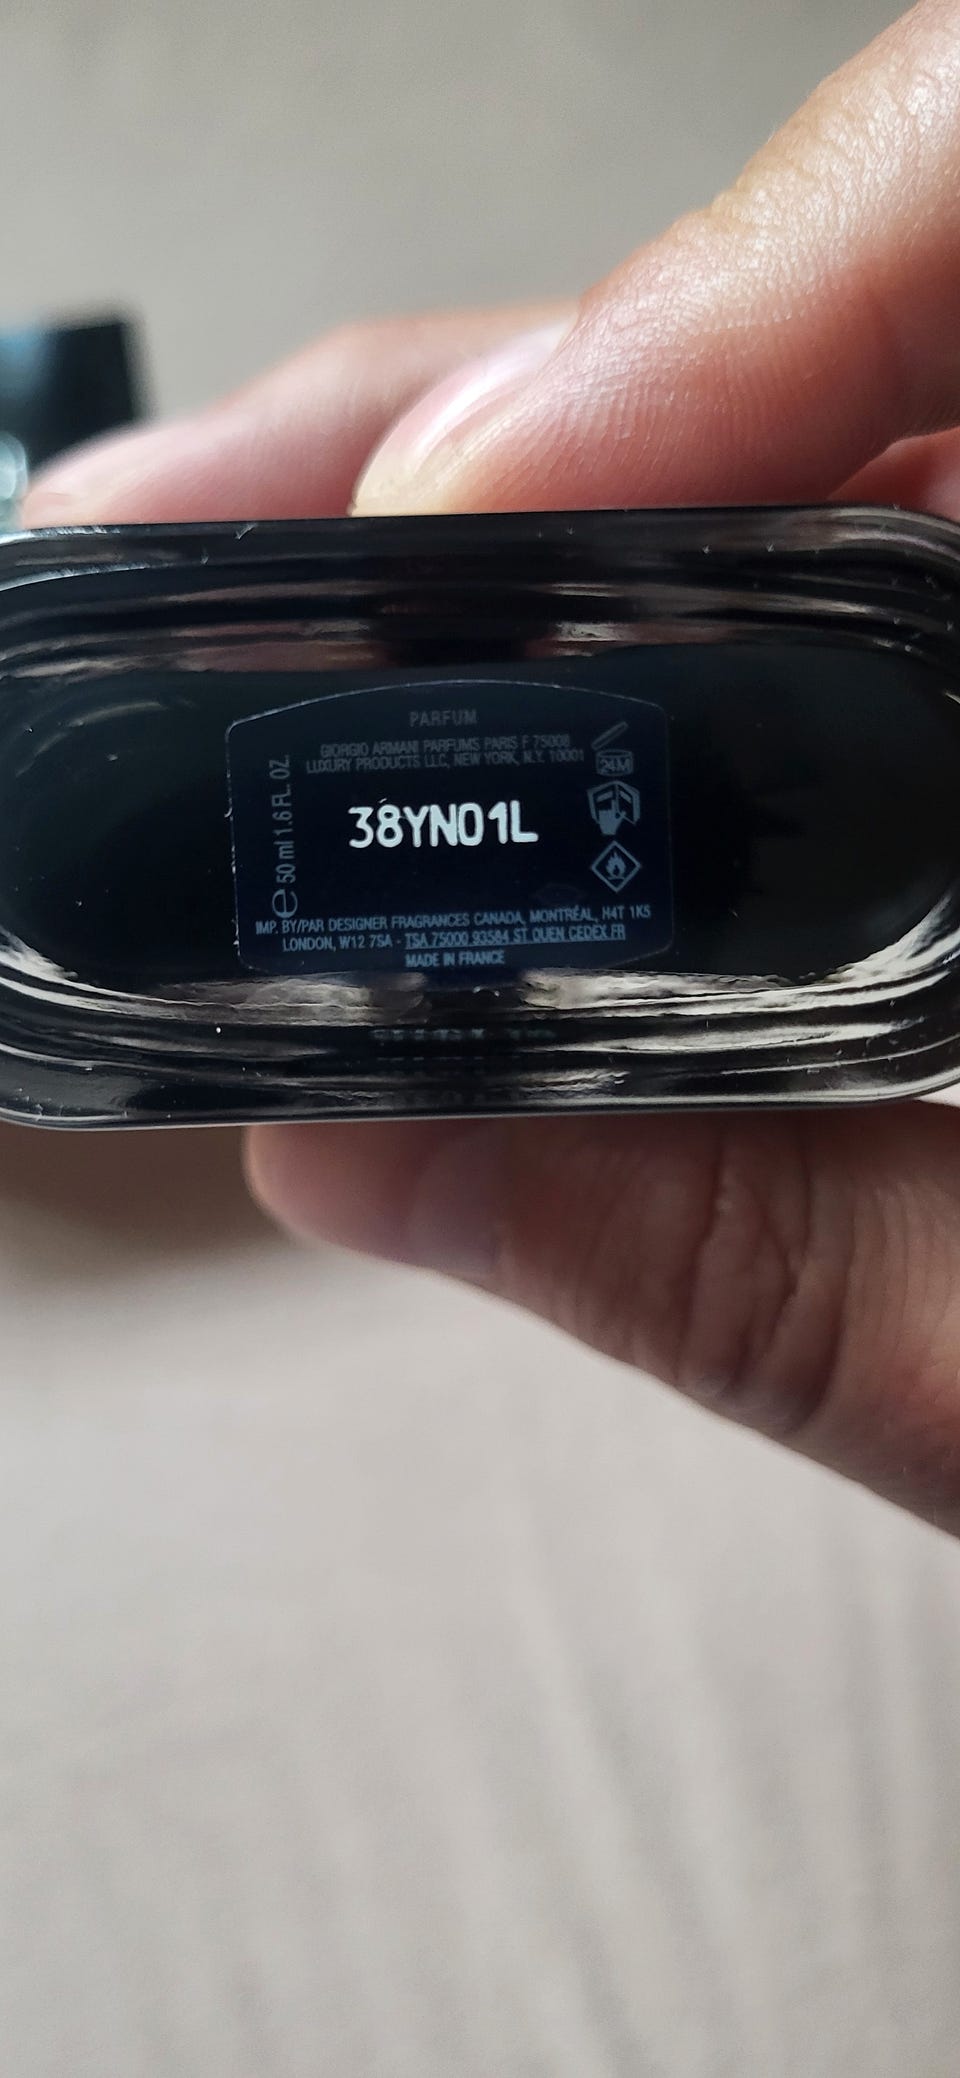 PARFUM
GIORGIO ARMANI PARFUMS PARIS F 75008
LUXURY PRODUCTS LLC, NEW YORK, N.Y. 10001
24M
38YN01L
e 50 ml 1.6 FL. OZ.
IMP. BY/PAR DESIGNER FRAGRANCES CANADA, MONTRÉAL, H4T 1K5
LONDON, W12 7SA - TSA 75000 93584 ST OUEN CEDEX FR
MADE IN FRANCE